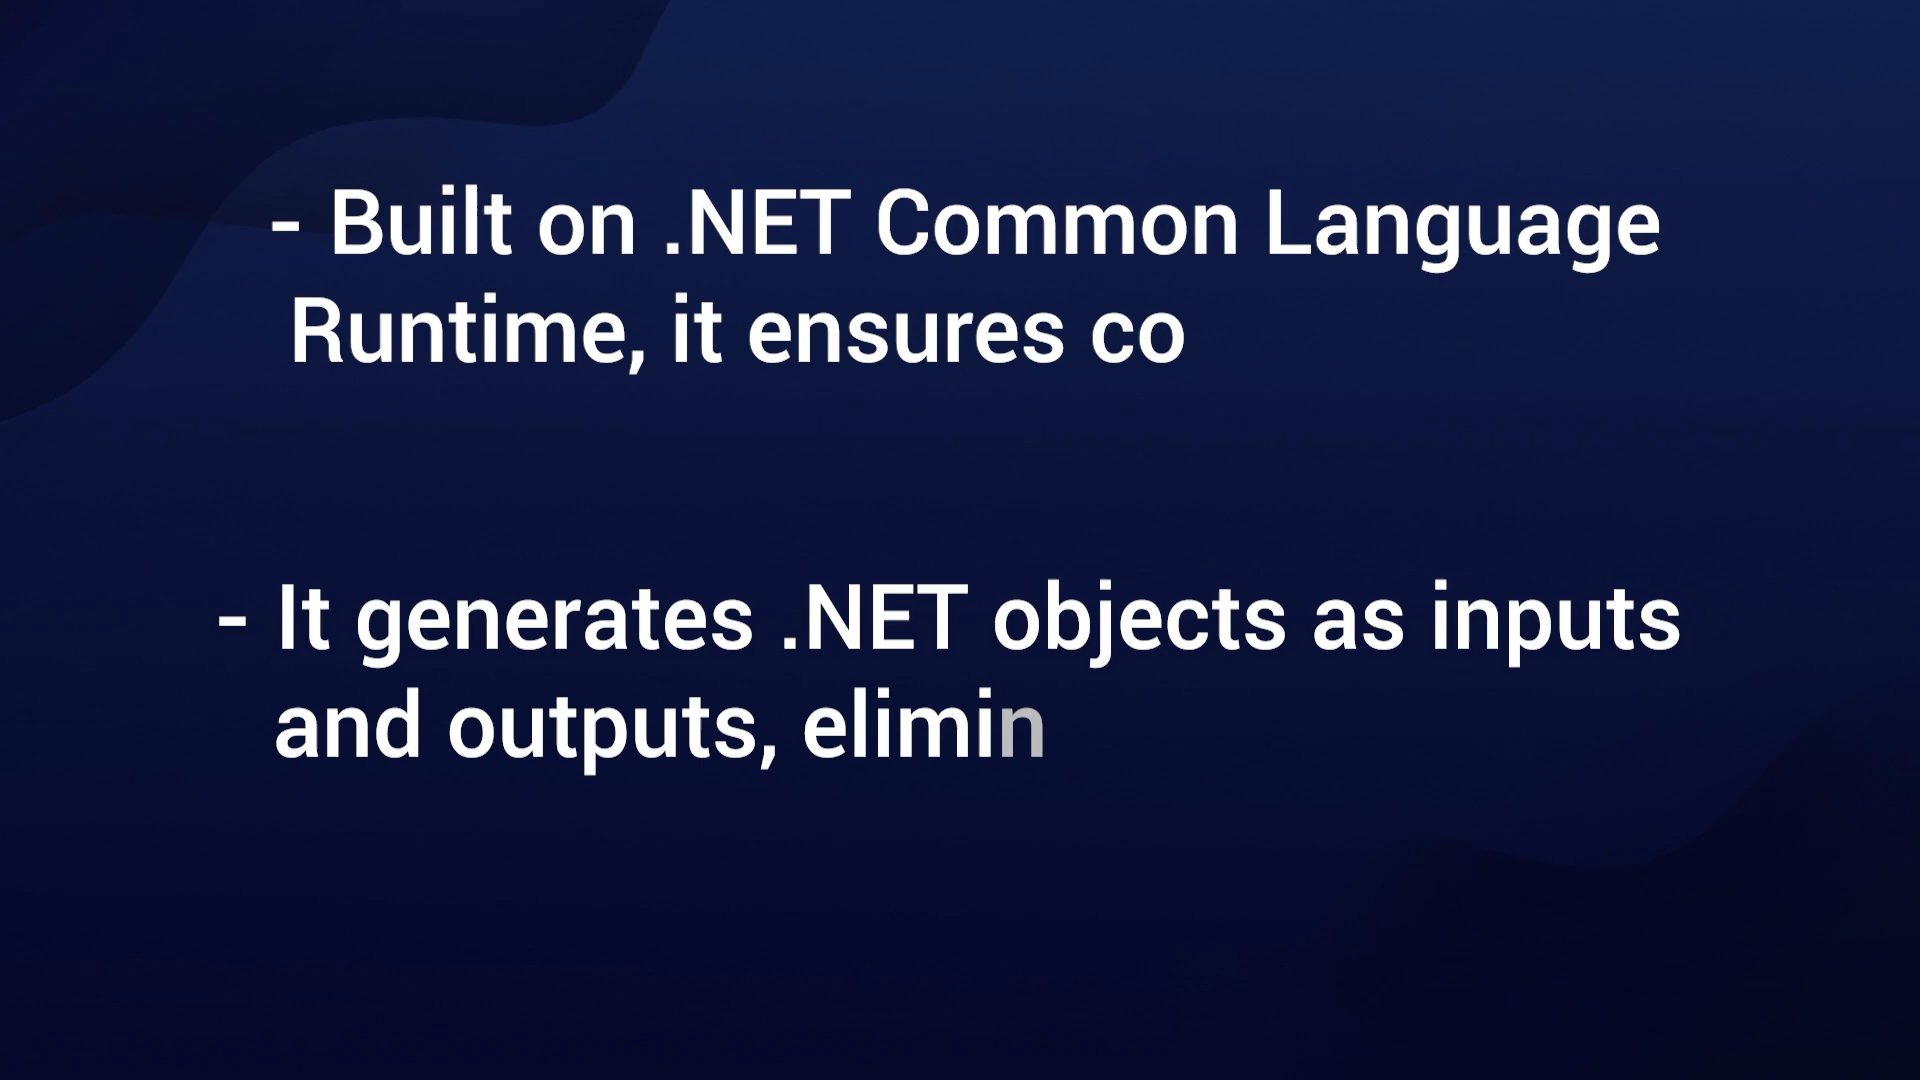 - Built on .NET Common Language
Runtime, it ensures co
- It generates .NET objects as inputs
and outputs, elimin